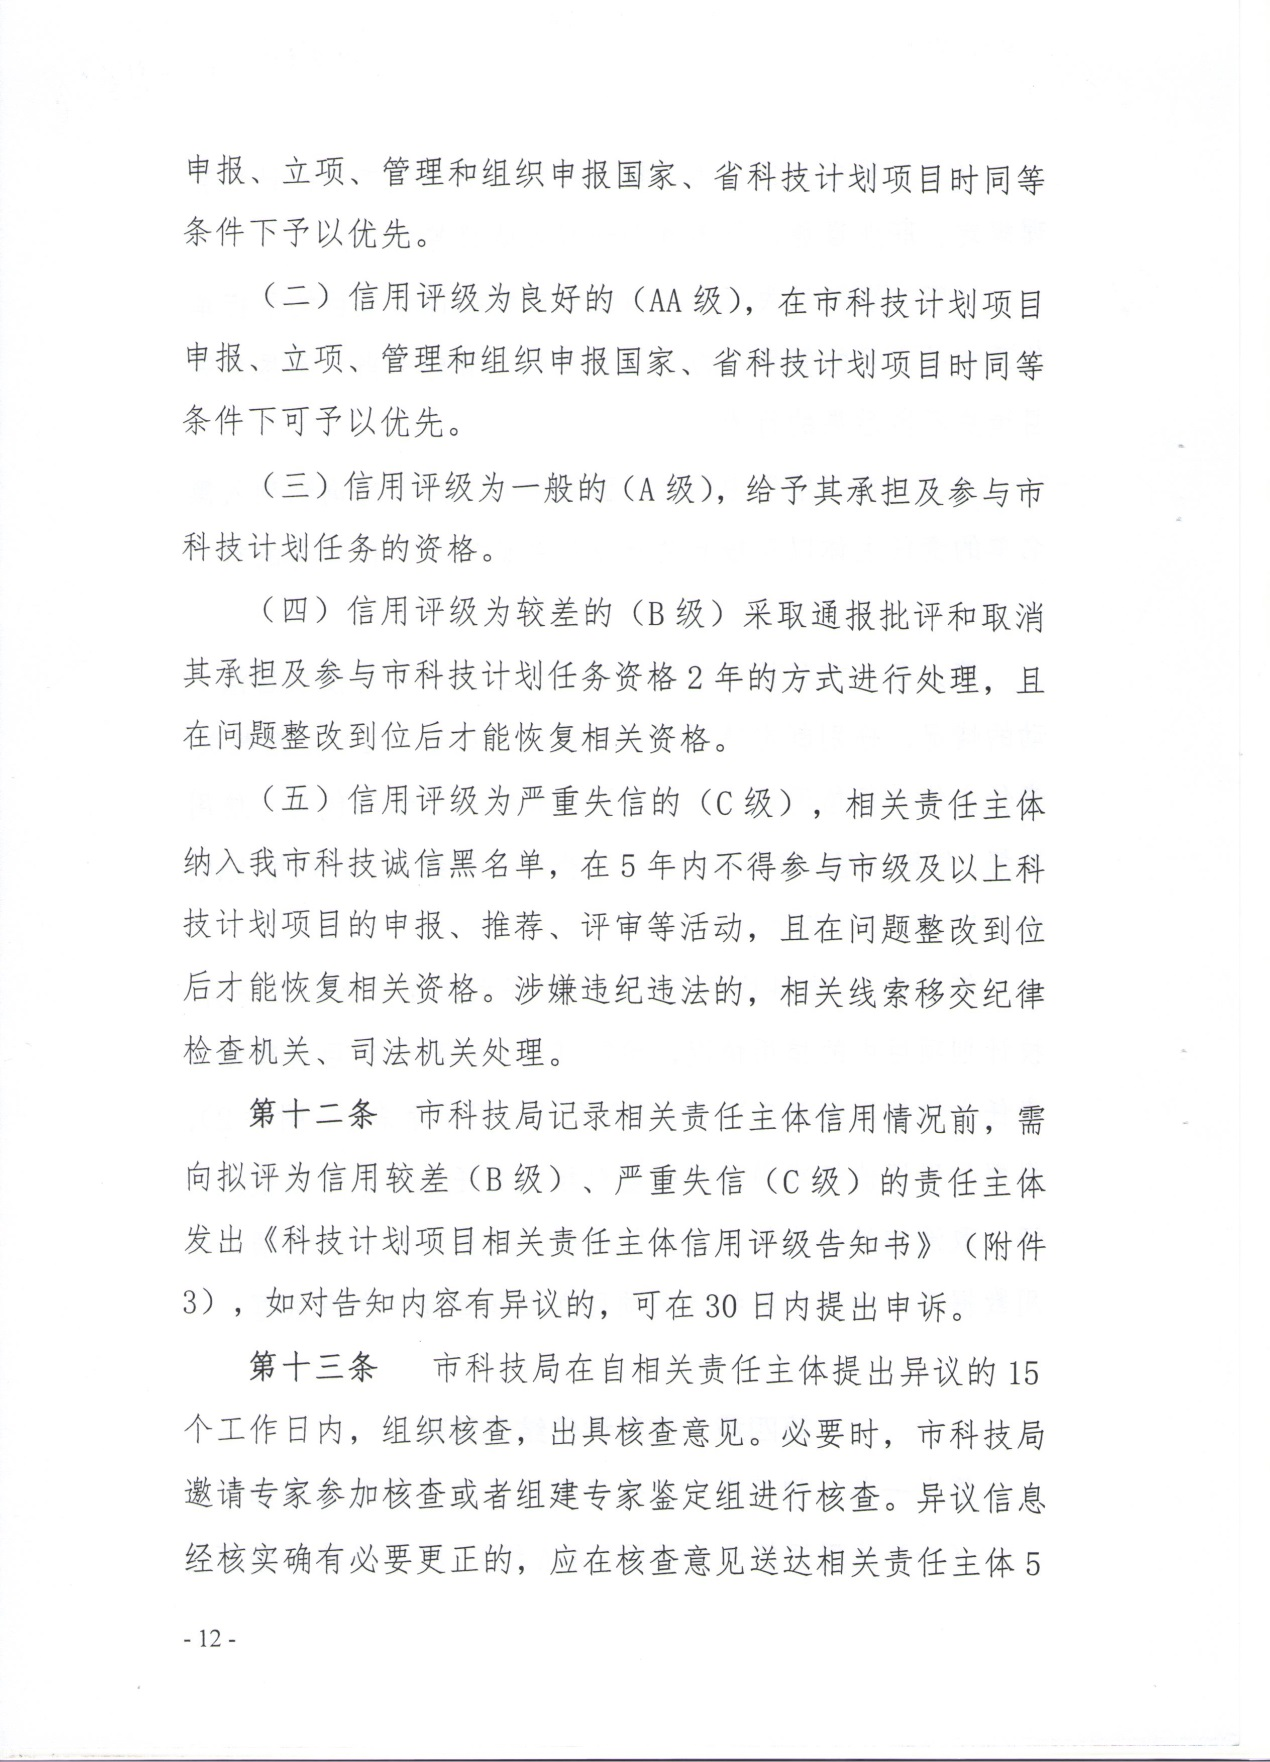 申报、立项、管理和组织申报国家、省科技计划项目时同等
条件下予以优先。
（二）信用评级为良好的（AA 级），在市科技计划项目
申报、立项、管理和组织申报国家、省科技计划项目时同等
条件下可予以优先。
（三）信用评级为一般的（A 级），给予其承担及参与市
科技计划任务的资格。
（四）信用评级为较差的（B 级）采取通报批评和取消
其承担及参与市科技计划任务资格 2 年的方式进行处理，且
在问题整改到位后才能恢复相关资格。
（五）信用评级为严重失信的（C 级），相关责任主体
纳入我市科技诚信黑名单，在 5 年内不得参与市级及以上科
技计划项目的申报、推荐、评审等活动，且在问题整改到位
后才能恢复相关资格。涉嫌违纪违法的，相关线索移交纪律
检查机关、司法机关处理。
第十二条 市科技局记录相关责任主体信用情况前，需
向拟评为信用较差（B 级）、严重失信（C 级）的责任主体
发出《科技计划项目相关责任主体信用评级告知书》（附件
3），如对告知内容有异议的，可在 30 日内提出申诉。
第十三条 市科技局在自相关责任主体提出异议的 15
个工作日内，组织核查，出具核查意见。必要时，市科技局
邀请专家参加核查或者组建专家鉴定组进行核查。异议信息
经核实确有必要更正的，应在核查意见送达相关责任主体 5
- 12 -